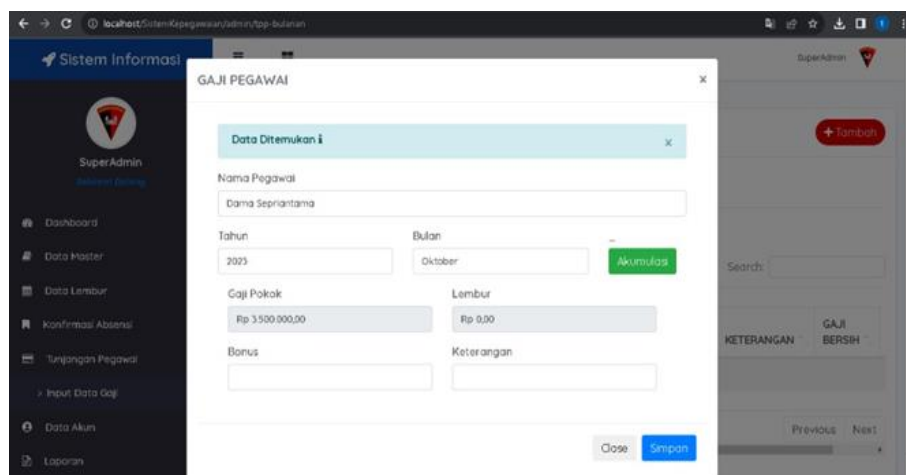 localhost/SistemKepegawaian/admin/tpp-bulanan
Sistem Informasi
SuperAdmin
GAJI PEGAWAI
×
+ Tambah
Data Ditemukan i
×
SuperAdmin
Nama Pegawai
Dama Sepriantama
Dashboard
Tahun
Bulan
2023
Oktober
Akumulasi
Data Master
Search:
Data Lembur
Gaji Pokok
Lembur
Rp 3.500.000,00
Rp 0,00
Konfirmasi Absensi
KETERANGAN
GAJI BERSIH
Bonus
Keterangan
Tunjangan Pegawai
> Input Data Gaji
Data Akun
Previous
Next
Close
Simpan
Laporan